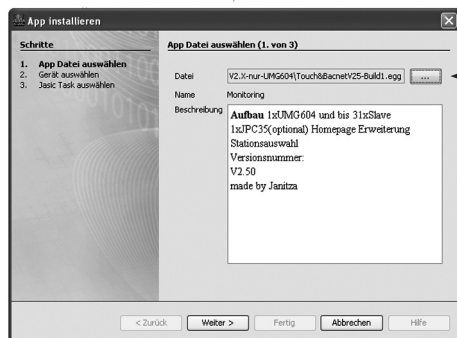 App installieren
Schritte
1. App Datei auswählen
2. Gerät auswählen
3. Jasic Task auswählen
App Datei auswählen (1. von 3)
Datei V2.X-nur-UMG604\Touch&BacnetV25-Build1.egg ...
Name Monitoring
Beschreibung Aufbau 1xUMG604 und bis 31xSlave
1xJPC35(optional) Homepage Erweiterung
Stationsauswahl
Versionsnummer:
V2.50
made by Janitza
< Zurück Weiter > Fertig Abbrechen Hilfe